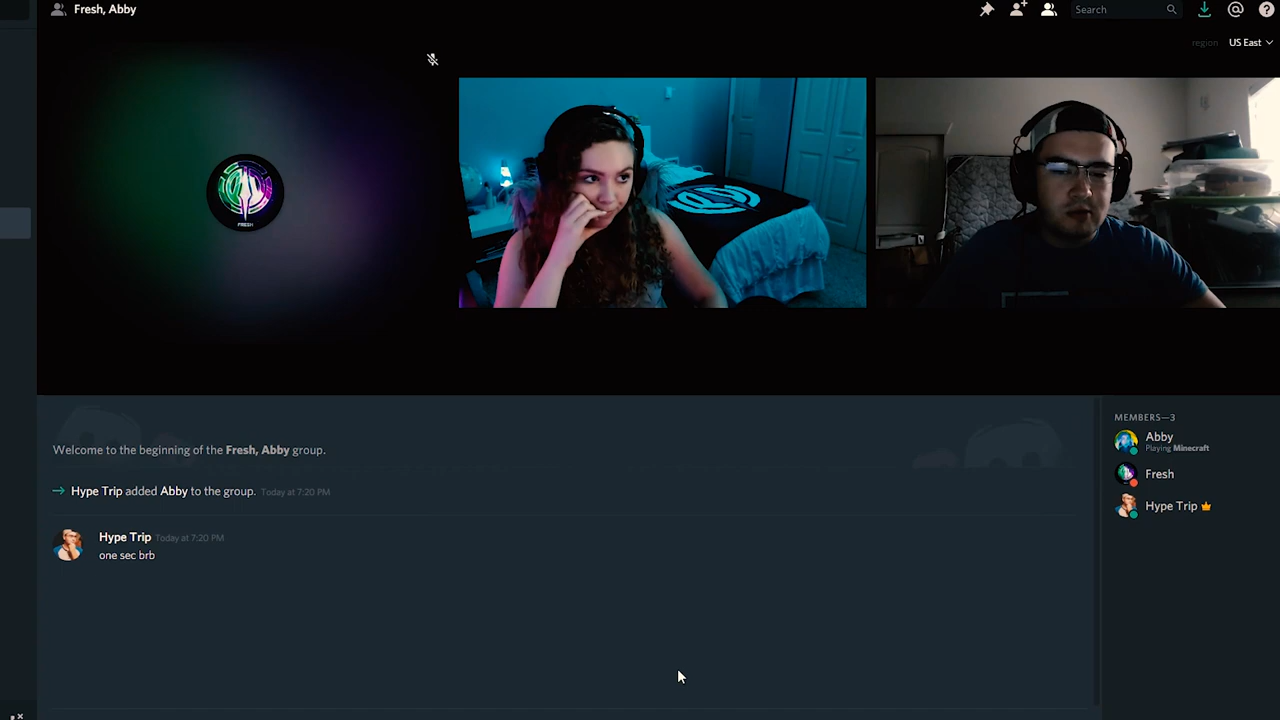 Fresh, Abby
Search
region US East
FRESH
Welcome to the beginning of the Fresh, Abby group.
Hype Trip added Abby to the group. Today at 7:20 PM
Hype Trip Today at 7:20 PM
one sec brb
MEMBERS—3
Abby
Playing Minecraft
Fresh
Hype Trip